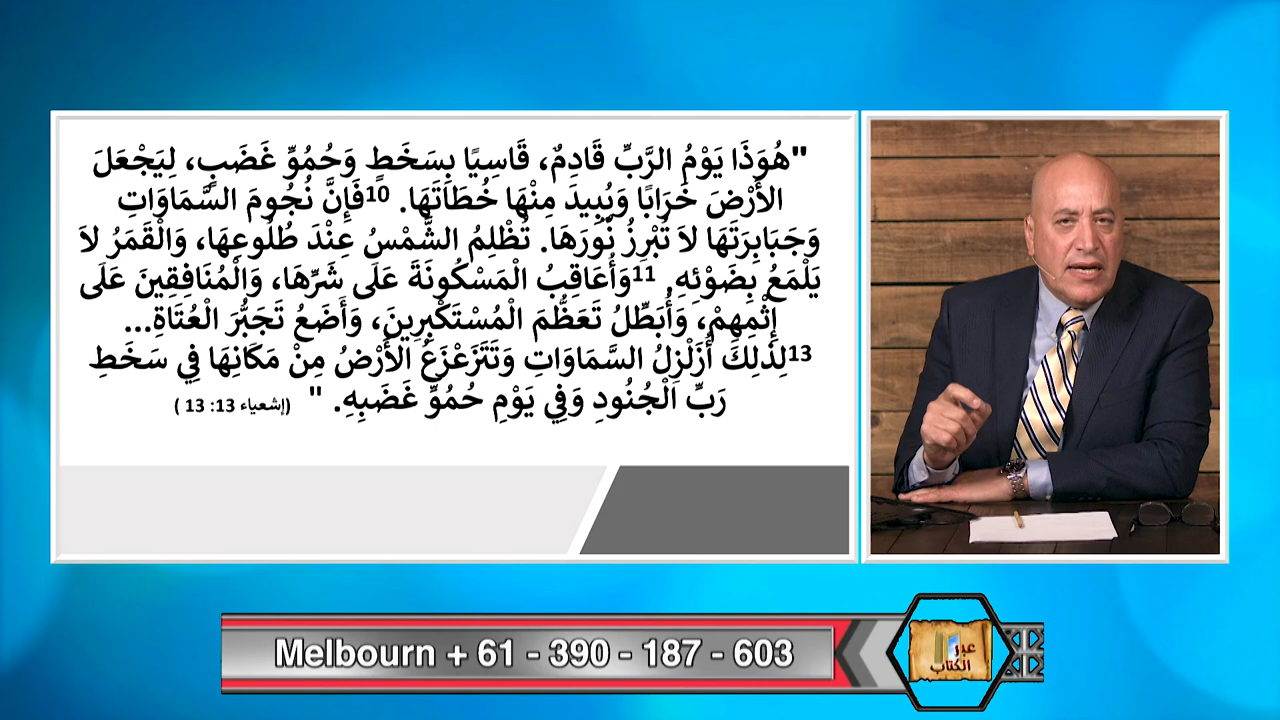 "هُوَذَا يَوْمُ الرَّبِّ قَادِمٌ، قَاسِيًا بِسَخَطٍ وَحُمُوِّ غَضَبٍ، لِيَجْعَلَ
الأَرْضَ خَرَابًا وَيُبِيدَ مِنْهَا خُطَاتَهَا. 10فَإِنَّ نُجُومَ السَّمَاوَاتِ
وَجَبَابِرَتَهَا لاَ تُبْرِزُ نُورَهَا. تُظْلِمُ الشَّمْسُ عِنْدَ طُلُوعِهَا، وَالْقَمَرُ لاَ
يَلْمَعُ بِضَوْئِهِ. 11وَأُعَاقِبُ الْمَسْكُونَةَ عَلَى شَرِّهَا، وَالْمُنَافِقِينَ عَلَى
إِثْمِهِمْ، وَأُبَطِّلُ تَعَظُّمَ الْمُسْتَكْبِرِينَ، وَأَضَعُ تَجَبُّرَ الْعُتَاةِ...
13لِذلِكَ أُزَلْزِلُ السَّمَاوَاتِ وَتَتَزَعْزَعُ الأَرْضُ مِنْ مَكَانِهَا فِي سَخَطِ
رَبِّ الْجُنُودِ وَفِي يَوْمِ حُمُوِّ غَضَبِهِ. " (إشعياء 13: 13 )
Melbourn + 61 - 390 - 187 - 603
عبر
الكتاب